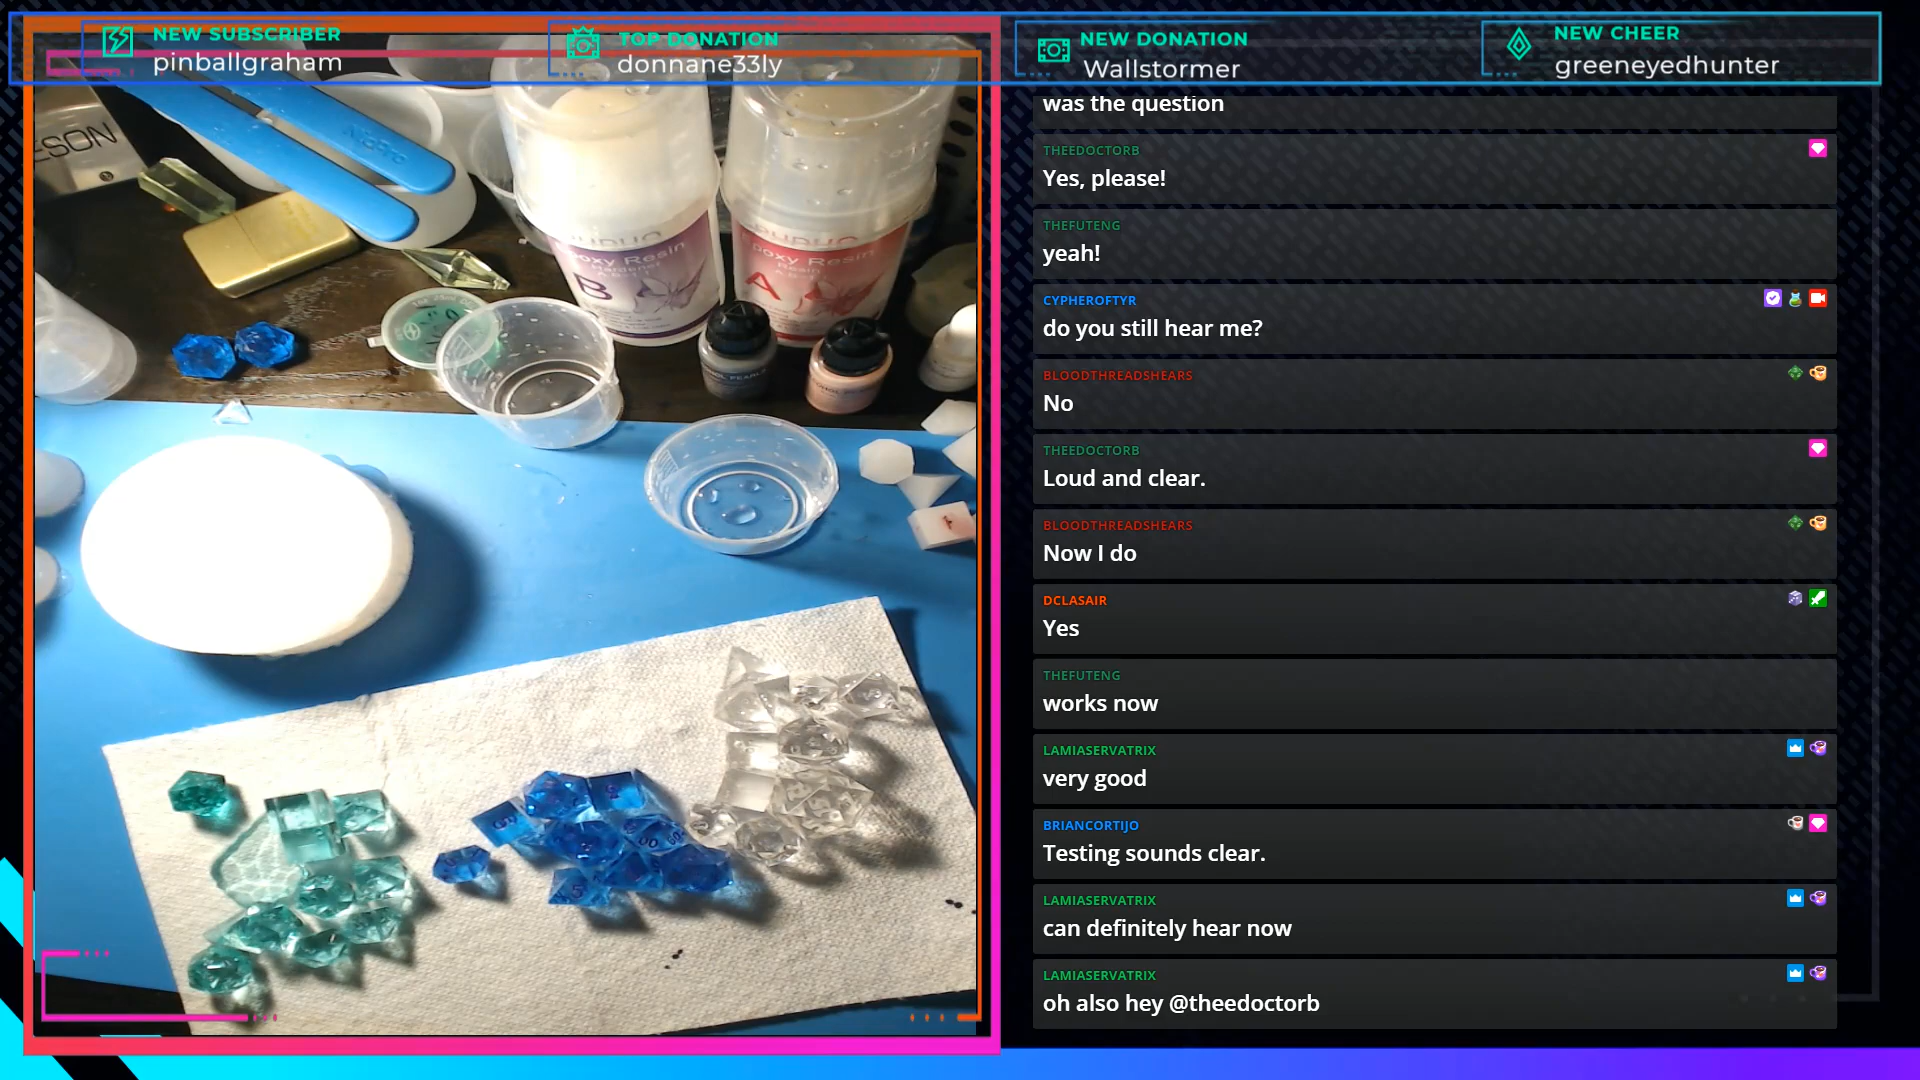 NEW SUBSCRIBER
pinballgraham
TOP DONATION
donnane33ly
NEW DONATION
Wallstormer
NEW CHEER
greeneyedhunter
ESON
Epoxy Resin
Hardener
B
Epoxy Resin
Resin
A
was the question
THEEDOCTORB
Yes, please!
THEFUTENG
yeah!
CYPHEROFTYR
do you still hear me?
BLOODTHREADSHEARS
No
THEEDOCTORB
Loud and clear.
BLOODTHREADSHEARS
Now I do
DCLASAIR
Yes
THEFUTENG
works now
LAMIASERVATRIX
very good
BRIANCORTIJO
Testing sounds clear.
LAMIASERVATRIX
can definitely hear now
LAMIASERVATRIX
oh also hey @theedoctorb